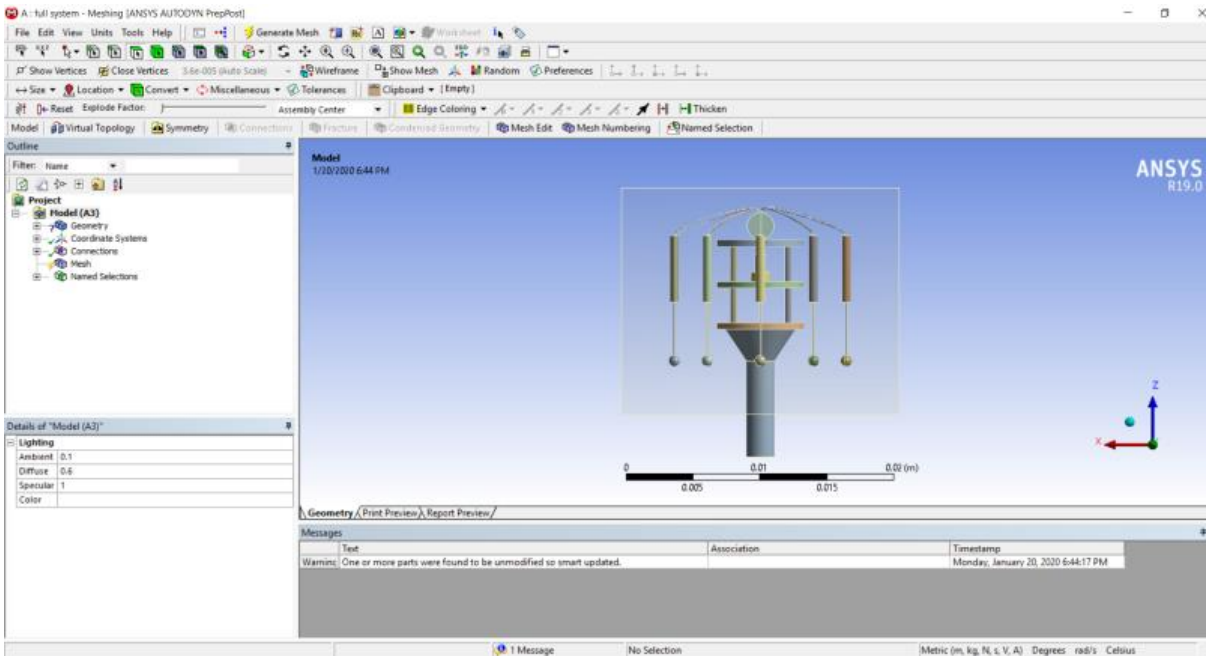 A : full system - Meshing [ANSYS AUTODYN PrepPost]
File Edit View Units Tools Help Generate Mesh Worksheet
Show Vertices Close Vertices 3.6e-005 (Auto Scale) Wireframe Show Mesh Random Preferences
Size Location Convert Miscellaneous Tolerances Clipboard [Empty]
Reset Explode Factor: Assembly Center Edge Coloring Thicken
Model Virtual Topology Symmetry Connections Fracture Condensed Geometry Mesh Edit Mesh Numbering Named Selection
Outline
Filter: Name
Project
Model (A3)
Geometry
Coordinate Systems
Connections
Mesh
Named Selections
Details of "Model (A3)"
Lighting
Ambient 0.1
Diffuse 0.6
Specular 1
Color
Model
1/20/2020 6:44 PM
ANSYS
R19.0
Z
X
0 0.01 0.02 (m)
0.005 0.015
Geometry Print Preview Report Preview
Messages
Text Association Timestamp
Warning One or more parts were found to be unmodified so smart updated. Monday, January 20, 2020 6:44:17 PM
1 Message No Selection Metric (m, kg, N, s, V, A) Degrees rad/s Celsius